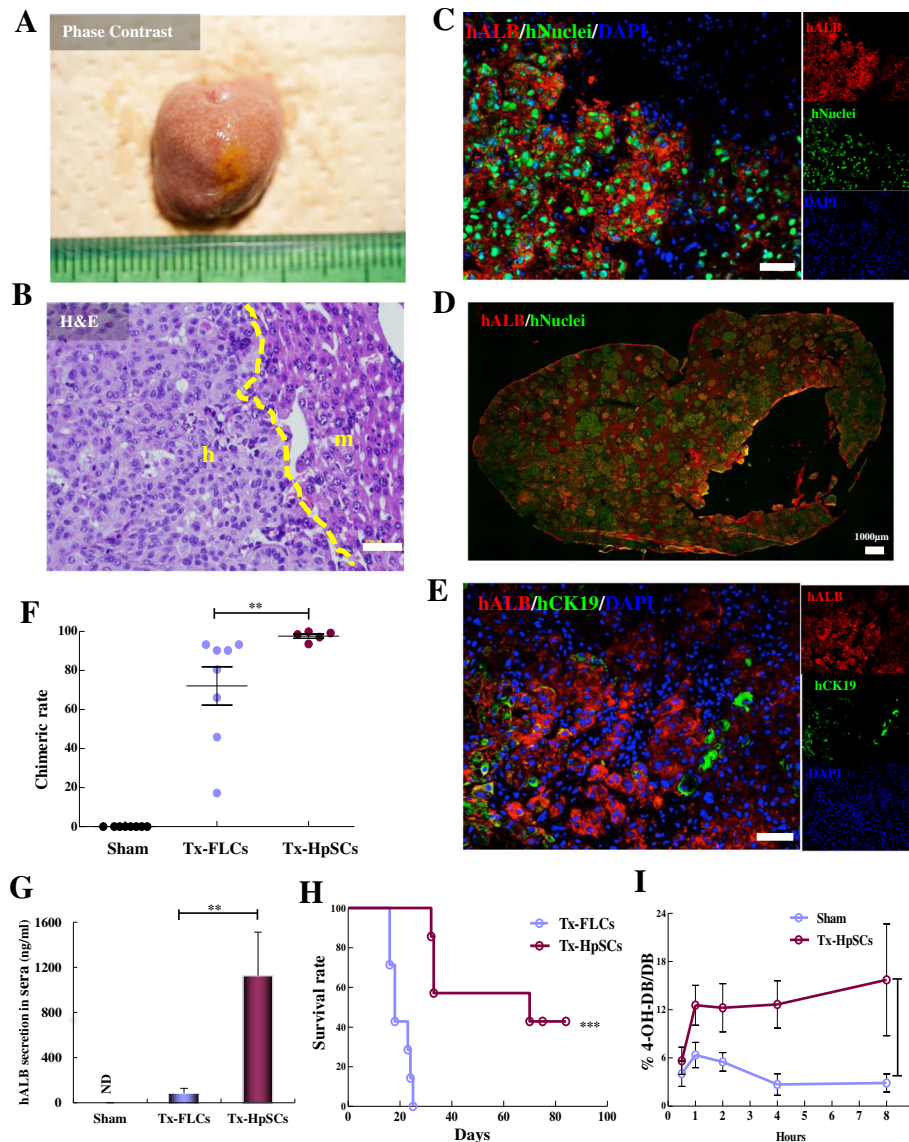 A
Phase Contrast
B
H&E
h
m
C
hALB/hNuclei/DAPI
hALB
hNuclei
DAPI
D
hALB/hNuclei
1000μm
E
hALB/hCK19/DAPI
hALB
hCK19
DAPI
F
**
Chimeric rate
100
80
60
40
20
0
Sham
Tx-FLCs
Tx-HpSCs
G
**
hALB secretion in sera (ng/ml)
1600
1200
800
400
0
ND
Sham
Tx-FLCs
Tx-HpSCs
H
Tx-FLCs
Tx-HpSCs
Survival rate
100
80
60
40
20
0
***
0
20
40
60
80
100
Days
I
Sham
Tx-HpSCs
% 4-OH-DB/DB
24
18
12
6
0
1
2
3
4
5
6
7
8
Hours